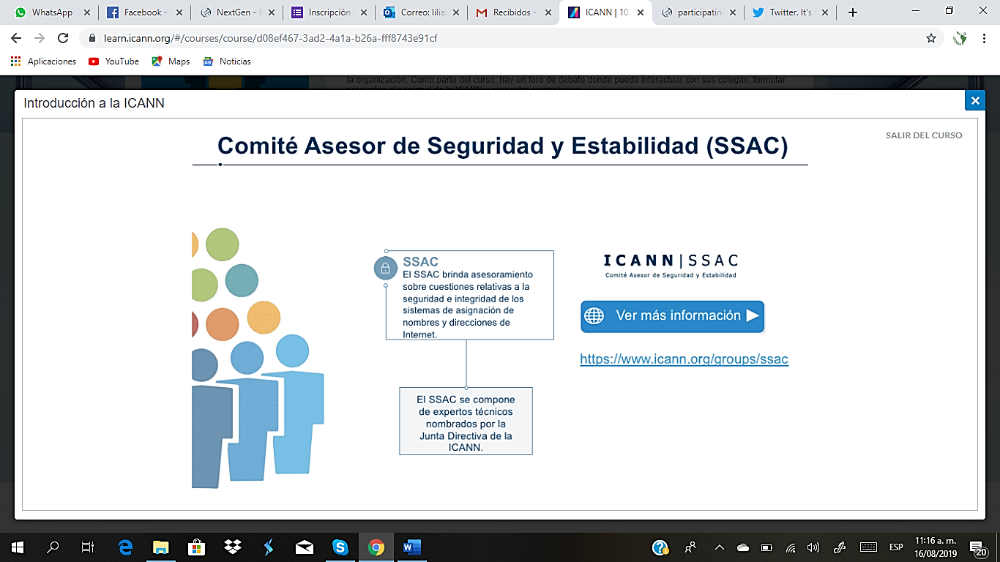 WhatsApp
Facebook -
NextGen -
Inscripción
Correo: lilia
Recibidos -
ICANN | 10
participatin
Twitter. It's
learn.icann.org/#/courses/course/d08ef467-3ad2-4a1a-b26a-fff8743e91cf
Aplicaciones
YouTube
Maps
Noticias
la organización. Como parte del curso, hay un foro de debate donde puede interactuar con sus colegas, formular
Introducción a la ICANN
SALIR DEL CURSO
Comité Asesor de Seguridad y Estabilidad (SSAC)
SSAC
El SSAC brinda asesoramiento
sobre cuestiones relativas a la
seguridad e integridad de los
sistemas de asignación de
nombres y direcciones de
Internet.
El SSAC se compone
de expertos técnicos
nombrados por la
Junta Directiva de la
ICANN.
ICANN|SSAC
Comité Asesor de Seguridad y Estabilidad
Ver más información
https://www.icann.org/groups/ssac
ESP
11:16 a. m.
16/08/2019
20